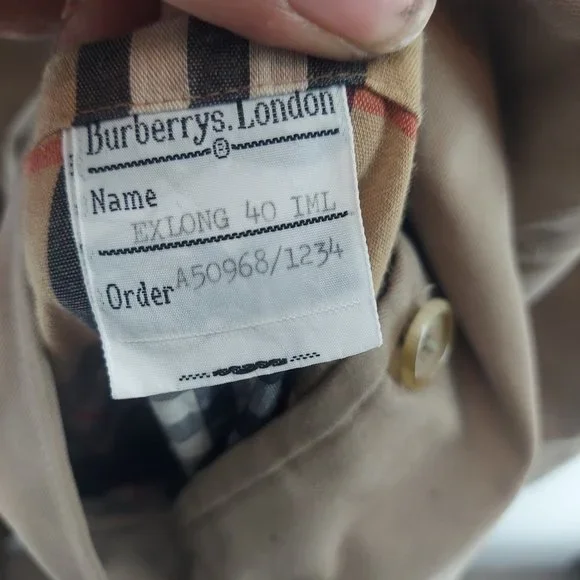 Burberrys. London
Name
EXLONG 40 IML
Order A50968/1234